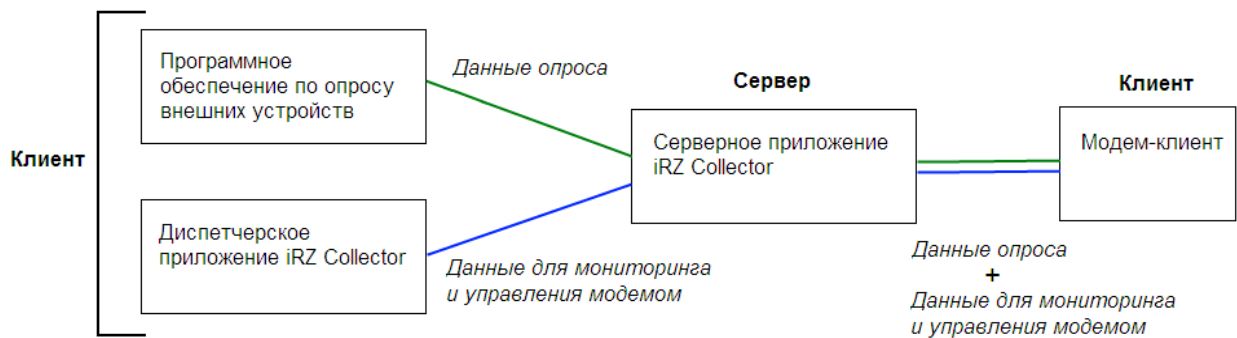 Клиент
Программное
обеспечение по опросу
внешних устройств
Данные опроса
Диспетчерское
приложение iRZ Collector
Данные для мониторинга
и управления модемом
Сервер
Серверное приложение
iRZ Collector
Клиент
Модем-клиент
Данные опроса
+
Данные для мониторинга
и управления модемом